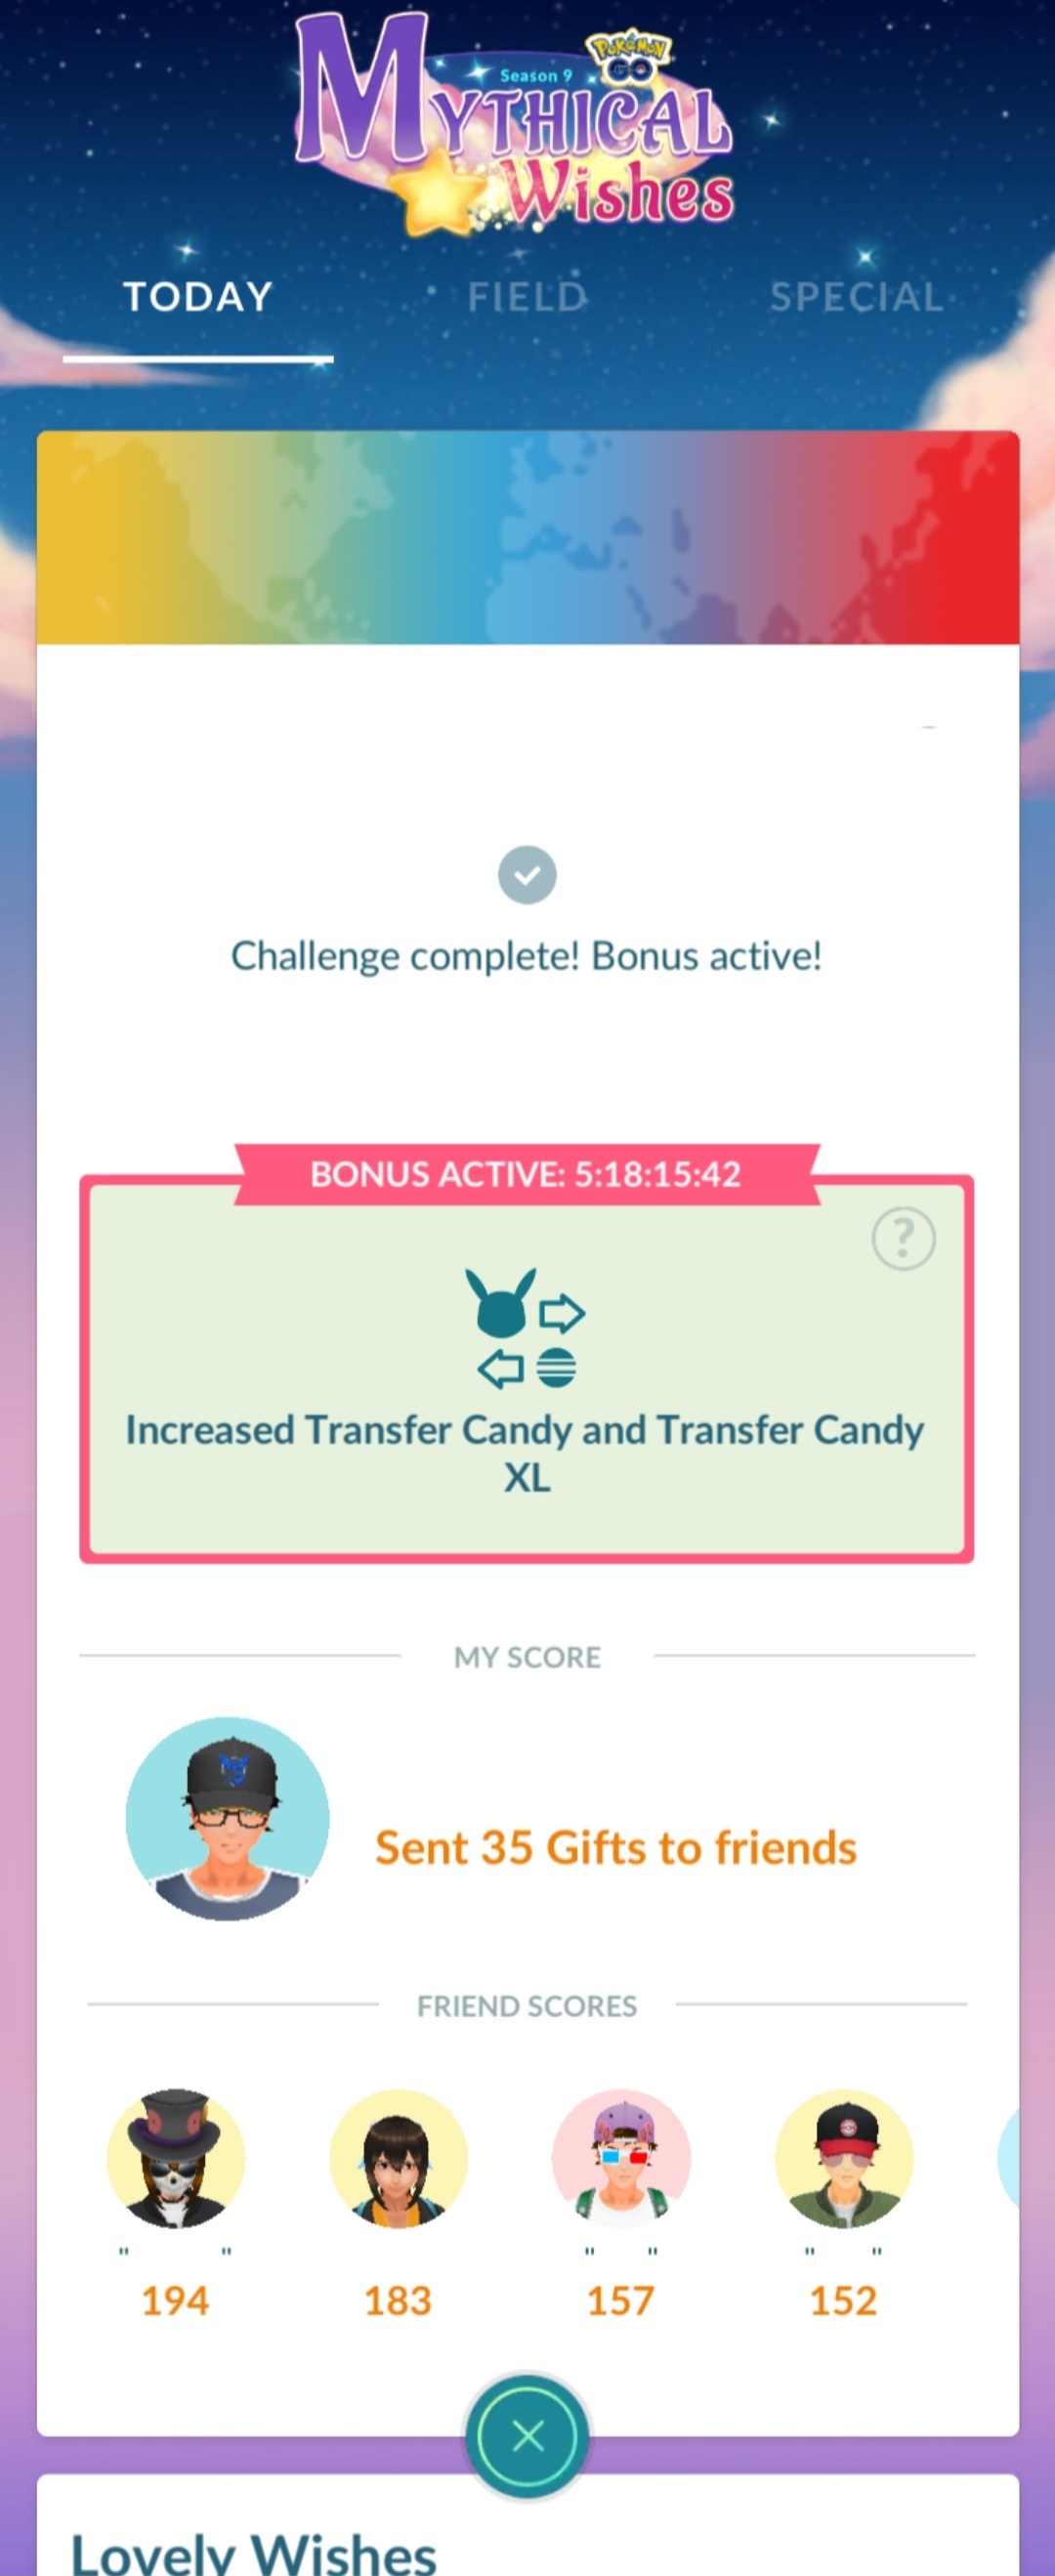 POKÉMON
GO
Season 9
MYTHICAL
Wishes
TODAY
FIELD
SPECIAL
Challenge complete! Bonus active!
BONUS ACTIVE: 5:18:15:42
?
Increased Transfer Candy and Transfer Candy
XL
MY SCORE
Sent 35 Gifts to friends
FRIEND SCORES
" " " " " "
194 183 157 152
Lovely Wishes